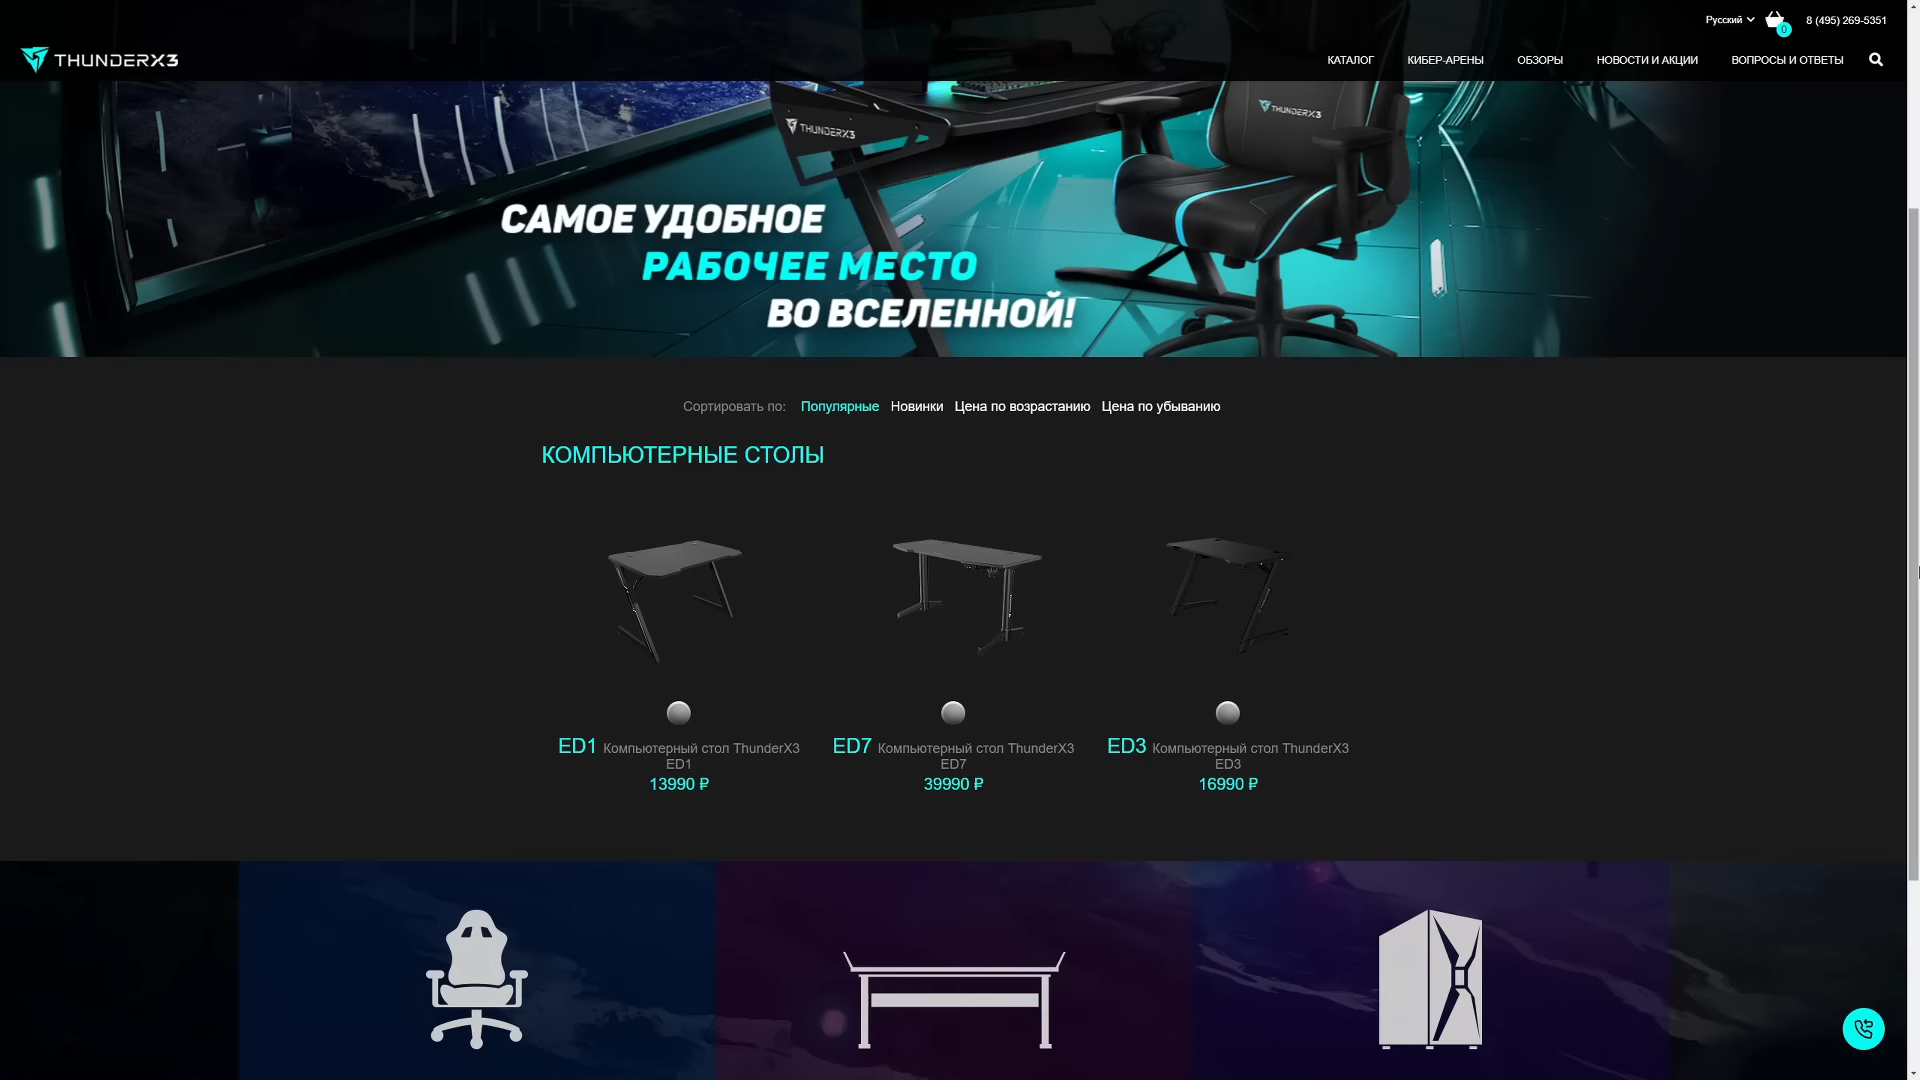 Русский
0
8 (495) 269-5351
THUNDERX3
КАТАЛОГ
КИБЕР-АРЕНЫ
ОБЗОРЫ
НОВОСТИ И АКЦИИ
ВОПРОСЫ И ОТВЕТЫ
THUNDERX3
THUNDERX3
САМОЕ УДОБНОЕ
РАБОЧЕЕ МЕСТО
ВО ВСЕЛЕННОЙ!
Сортировать по: Популярные Новинки Цена по возрастанию Цена по убыванию
КОМПЬЮТЕРНЫЕ СТОЛЫ
ED1 Компьютерный стол ThunderX3
ED1
13990 ₽
ED7 Компьютерный стол ThunderX3
ED7
39990 ₽
ED3 Компьютерный стол ThunderX3
ED3
16990 ₽